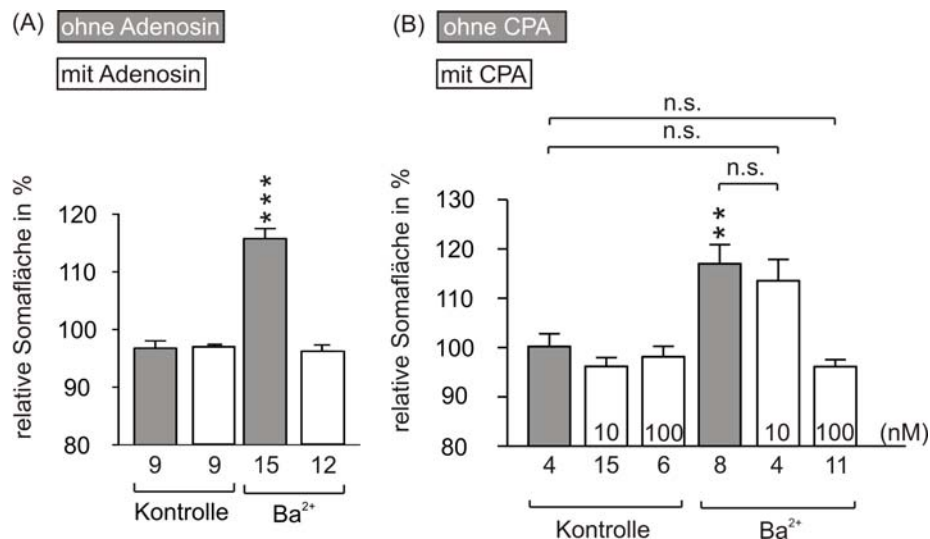 (A) ohne Adenosin
mit Adenosin
relative Somafläche in %
120
110
100
90
80
***
9 9 15 12
Kontrolle Ba²⁺
(B) ohne CPA
mit CPA
n.s.
n.s.
n.s.
relative Somafläche in %
130
120
110
100
90
80
**
10 100 10 100 (nM)
4 15 6 8 4 11
Kontrolle Ba²⁺